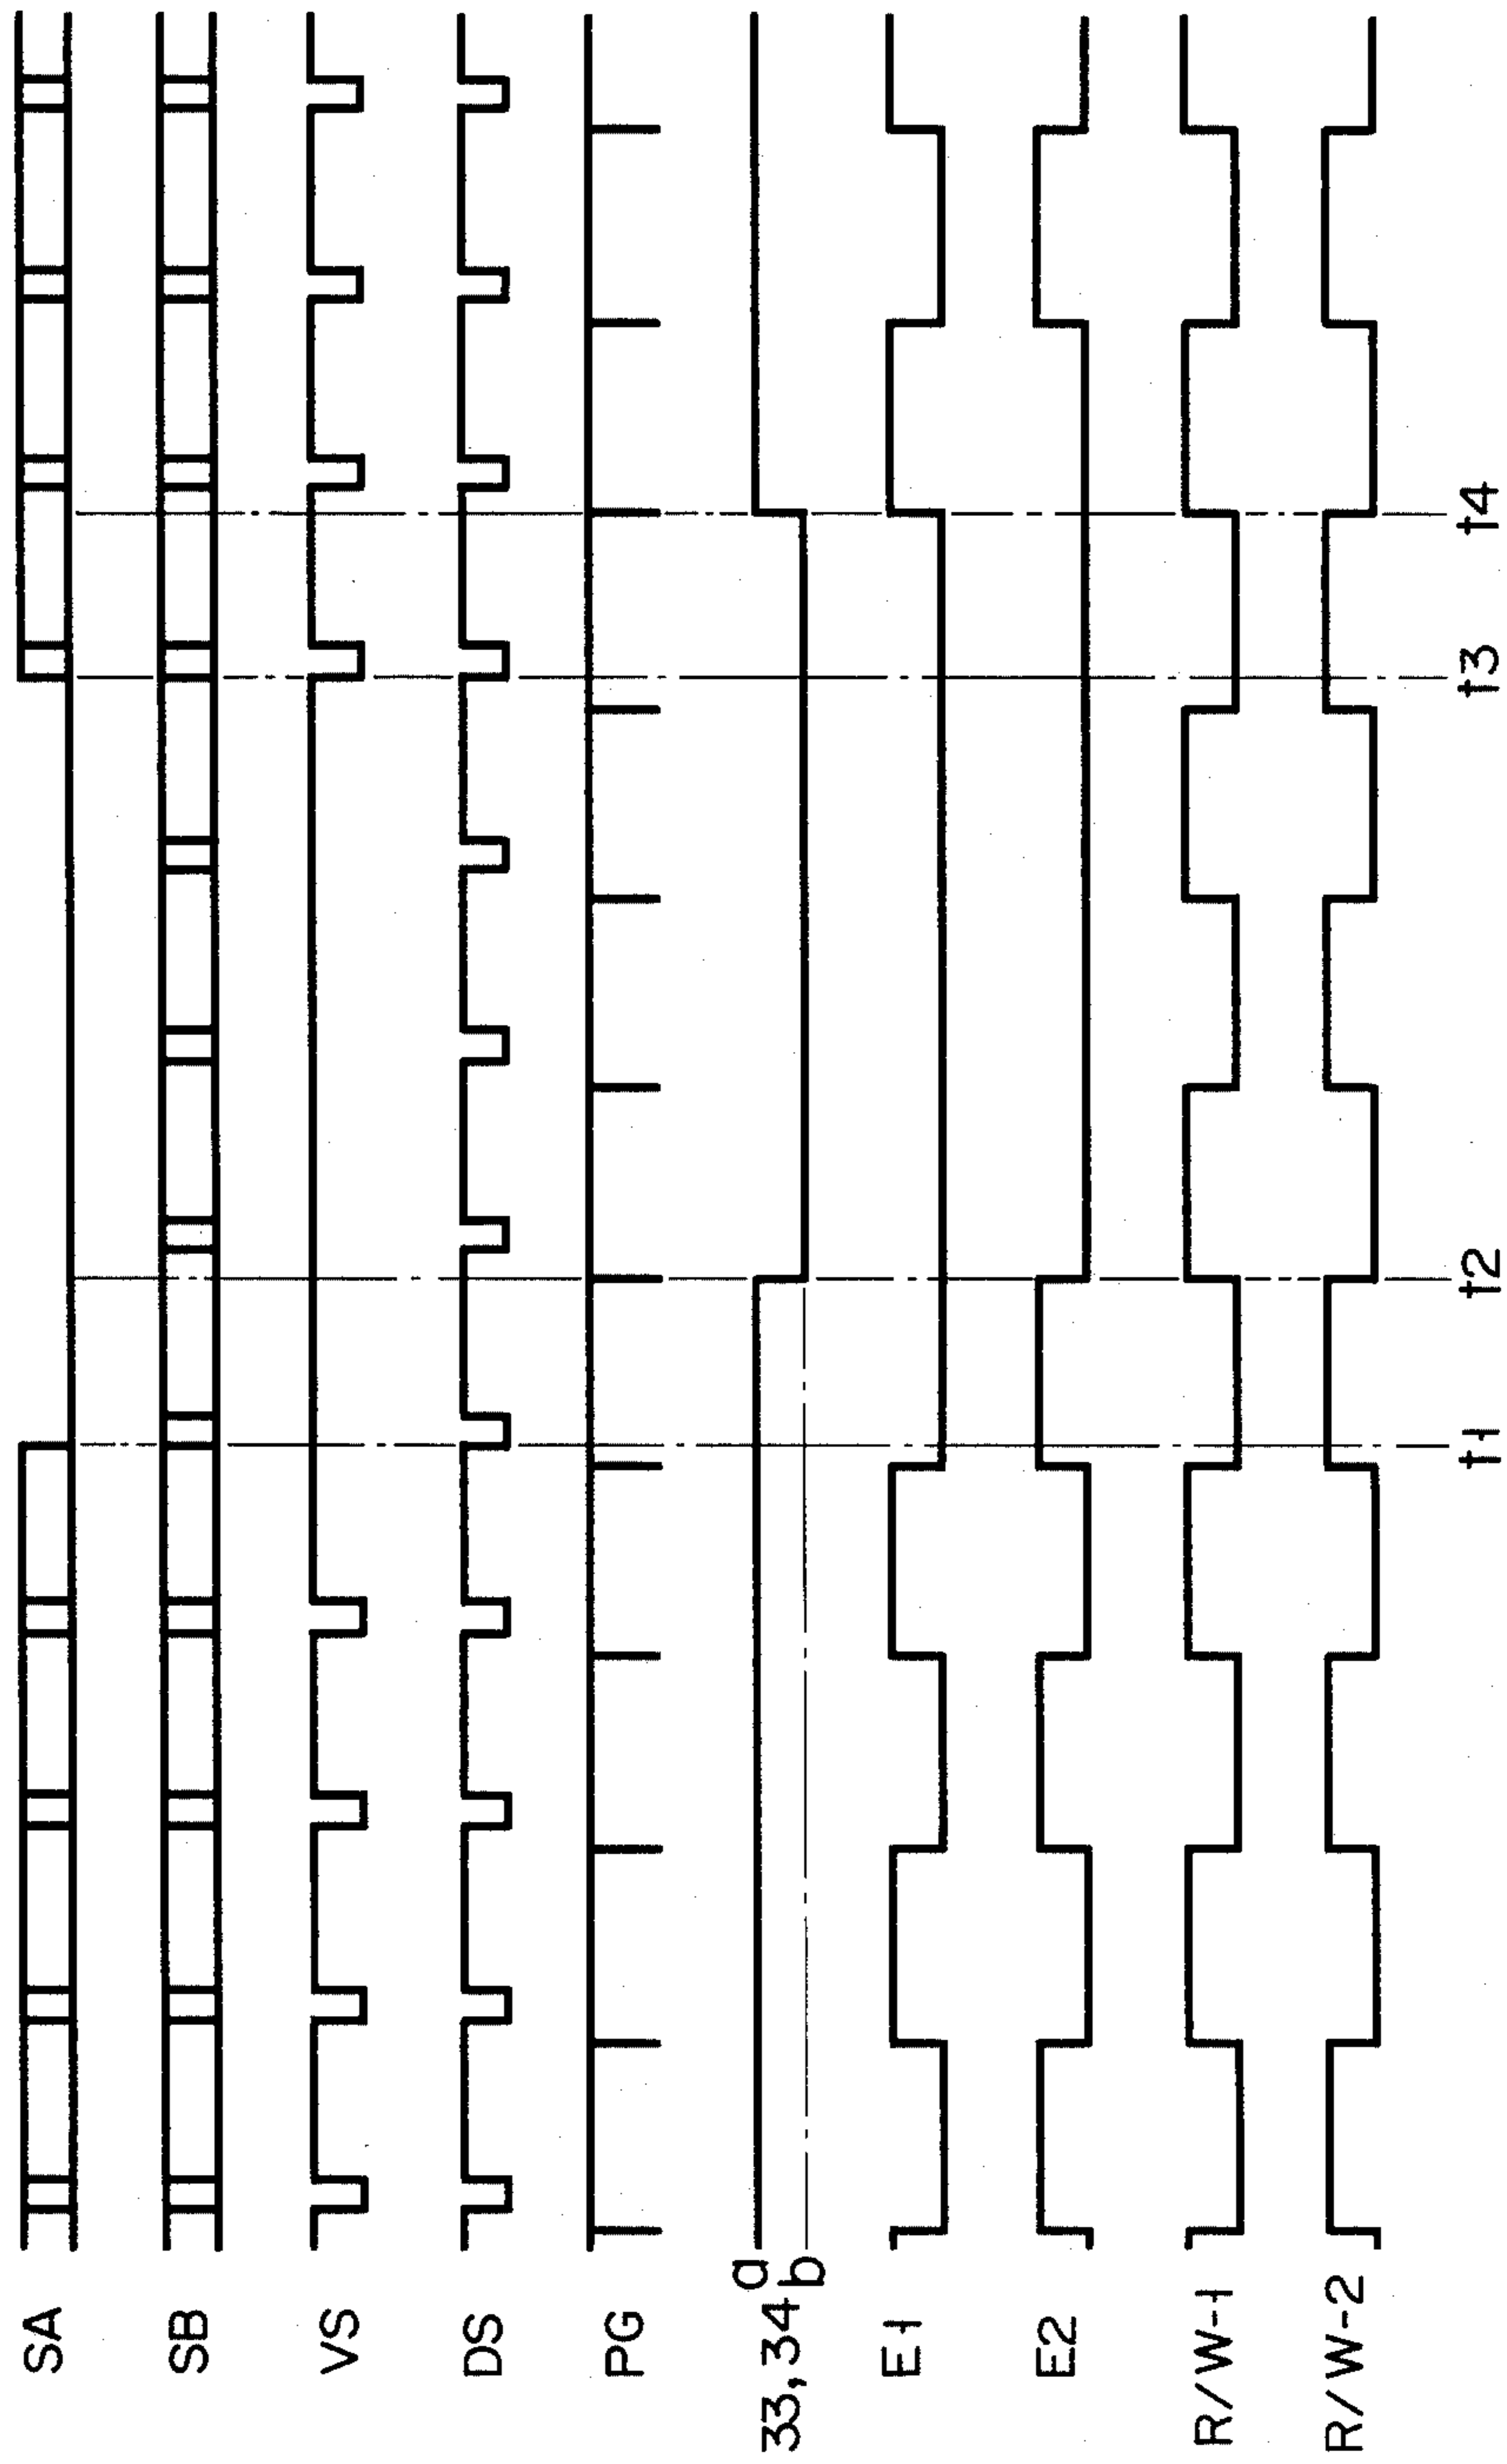 SA
SB
VS
DS
PG
33, 34 a
b
E1
E2
R/W-1
R/W-2
t1 t2 t3 t4